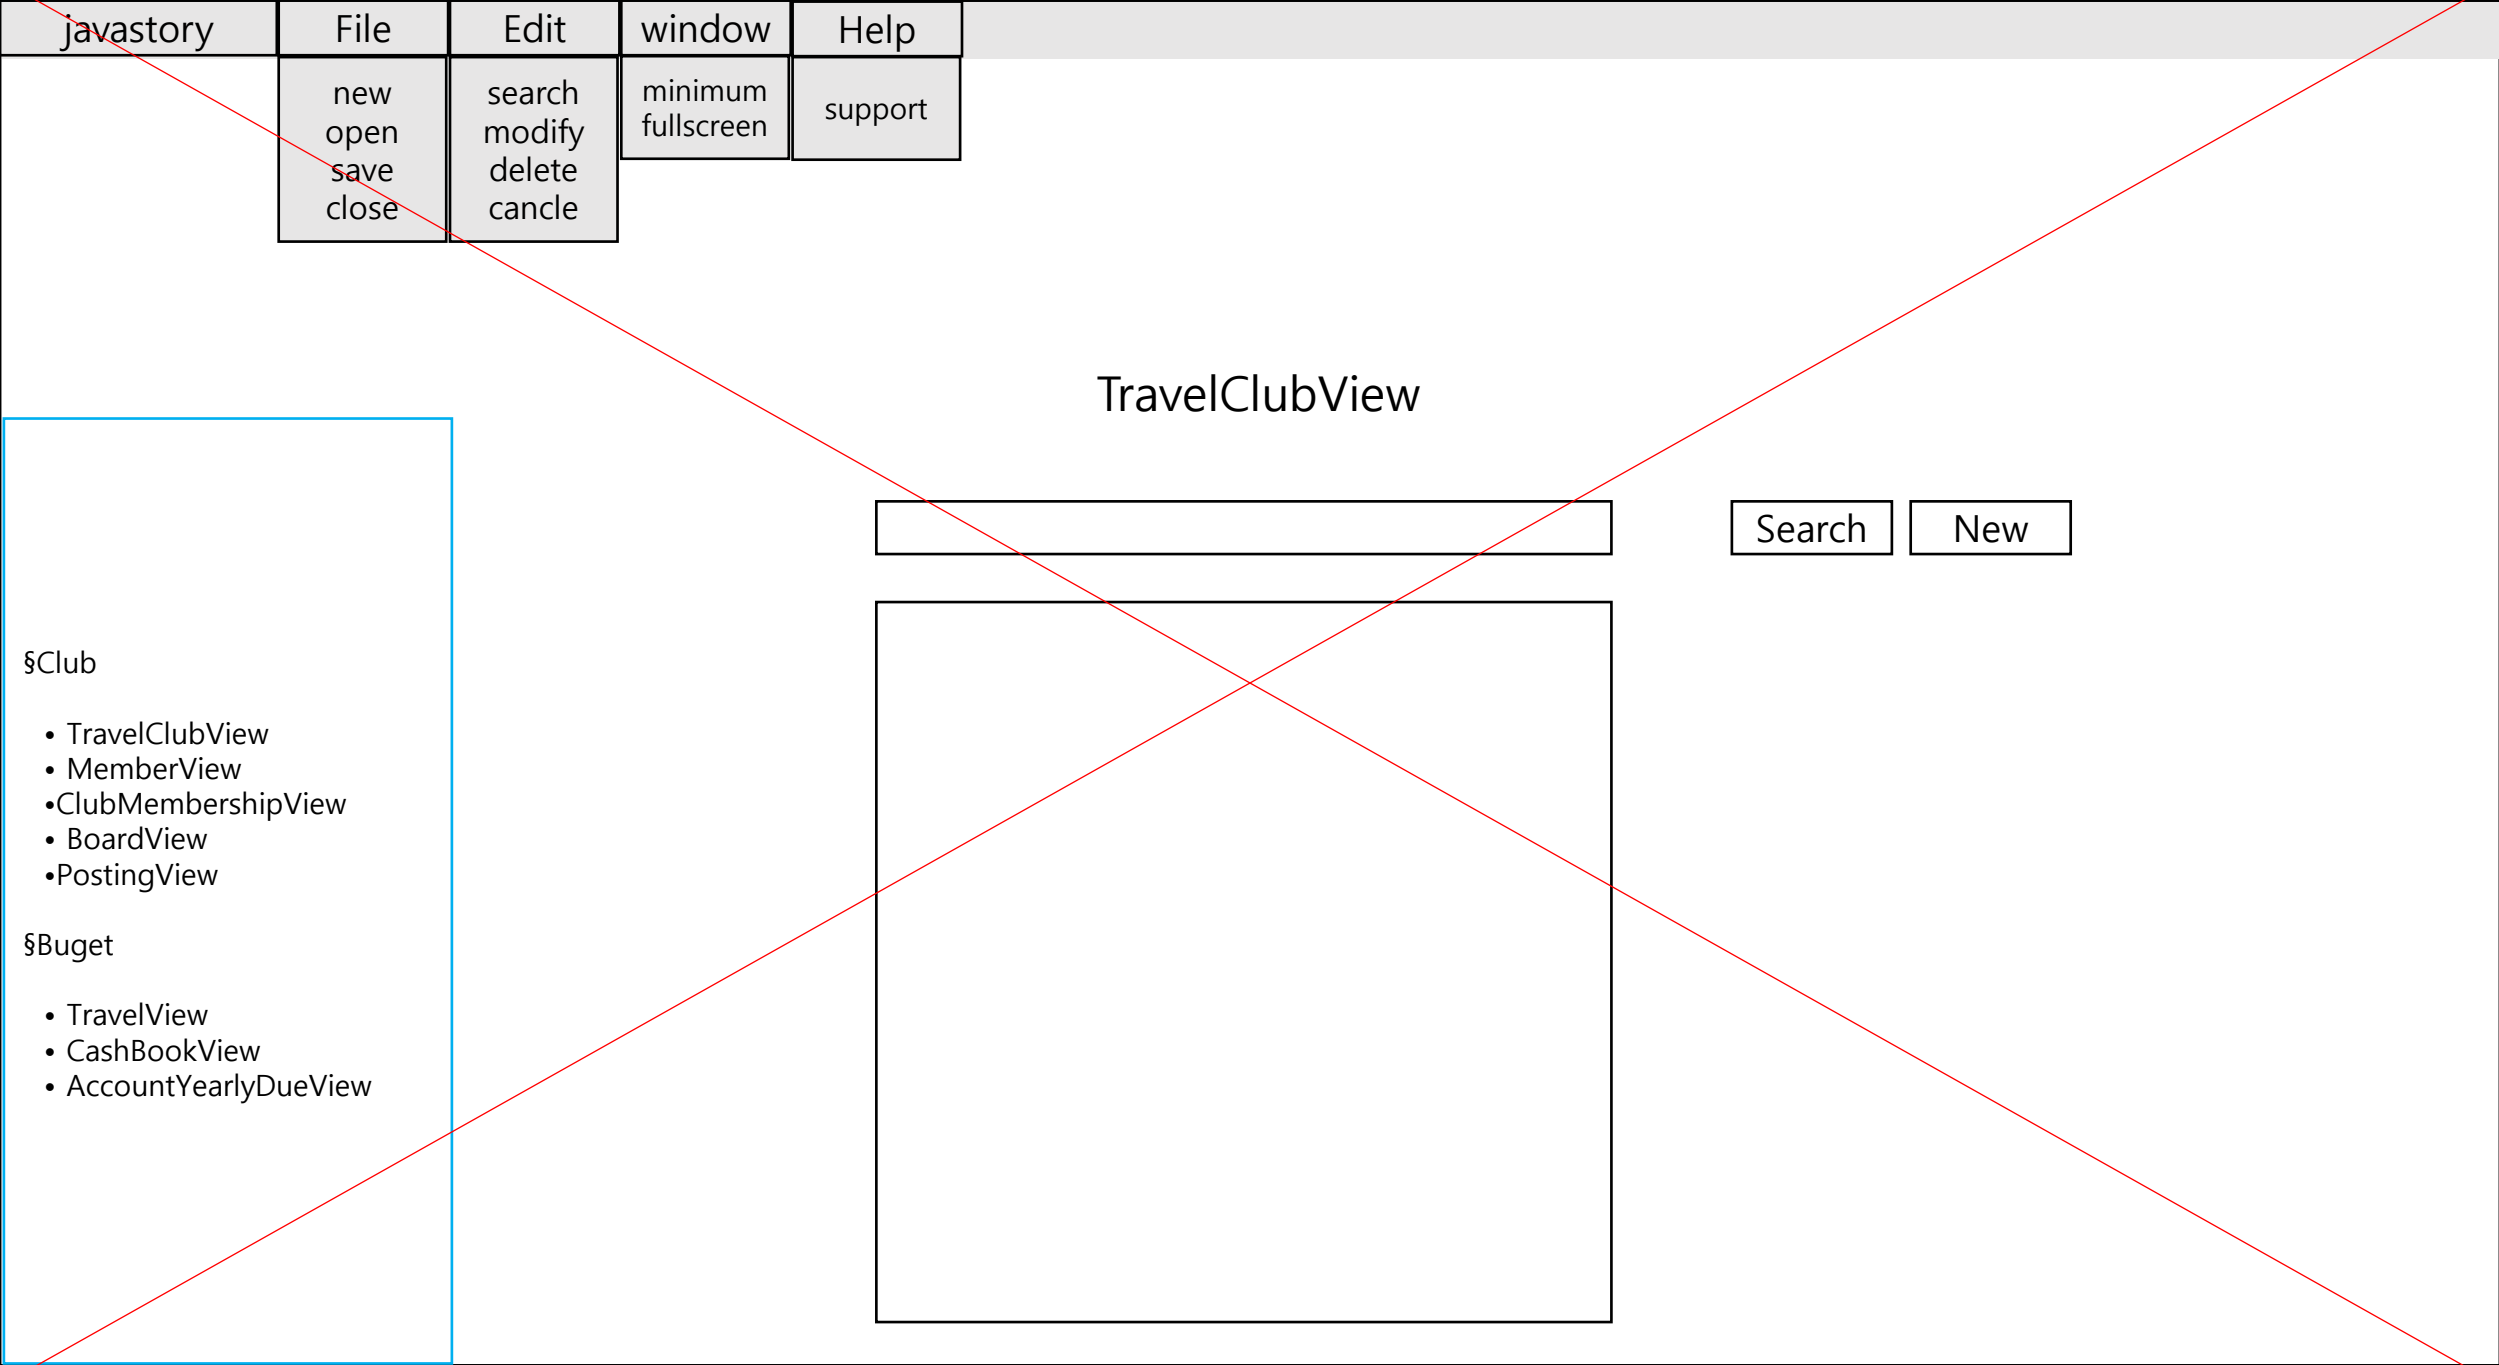 javastory File Edit window Help
new
open
save
close
search
modify
delete
cancle
minimum
fullscreen
support
TravelClubView
Search New
§Club
• TravelClubView
• MemberView
•ClubMembershipView
• BoardView
•PostingView
§Buget
• TravelView
• CashBookView
• AccountYearlyDueView